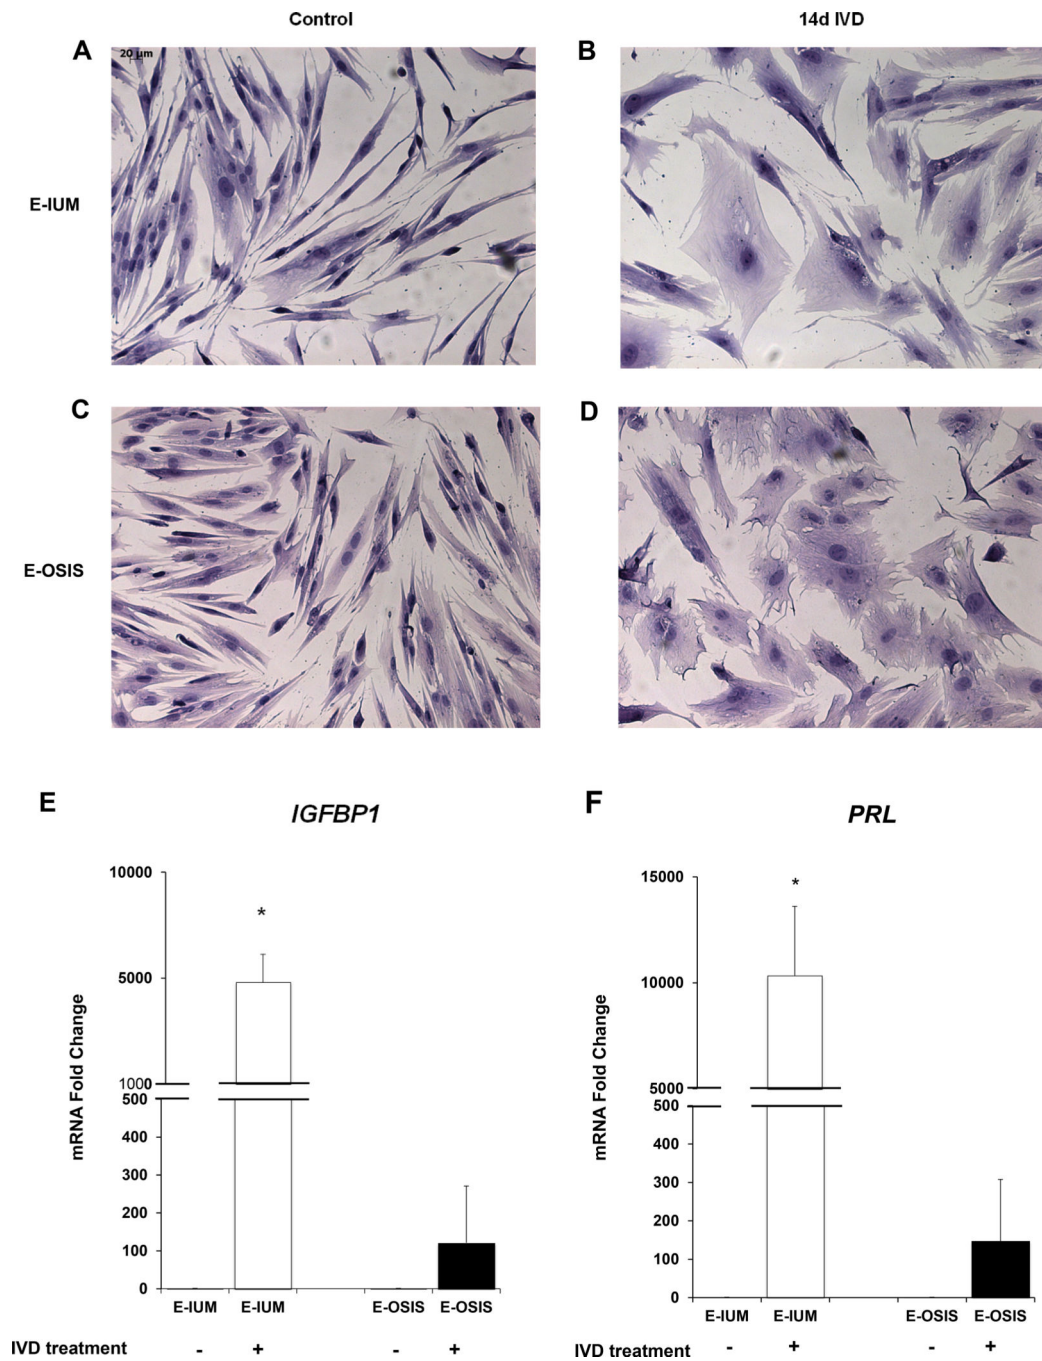 Control 14d IVD
A B
20 µm
E-IUM
C D
E-OSIS
E F
IGFBP1 PRL
10000
5000
1000
500
400
300
200
100
0
mRNA Fold Change
*
E-IUM E-IUM E-OSIS E-OSIS
IVD treatment - + - +
15000
10000
5000
500
400
300
200
100
0
mRNA Fold Change
*
E-IUM E-IUM E-OSIS E-OSIS
IVD treatment - + - +